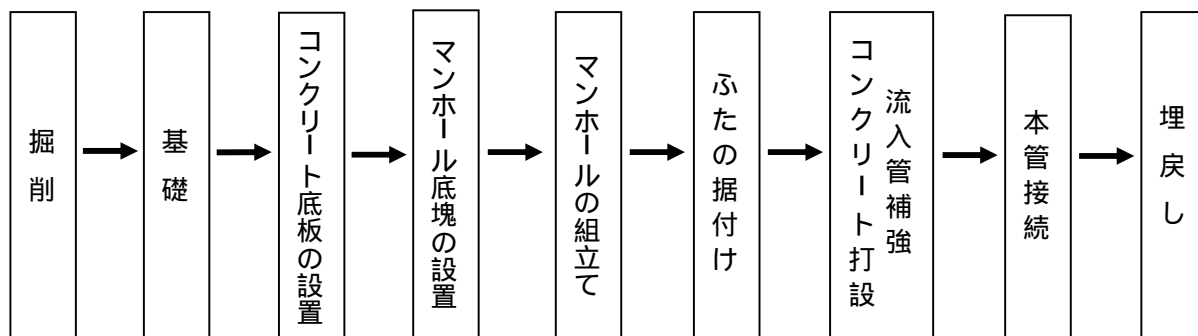 掘削
基礎
コンクリート底板の設置
マンホール底塊の設置
マンホールの組立て
ふたの据付け
流入管補強
コンクリート打設
本管接続
埋戻し